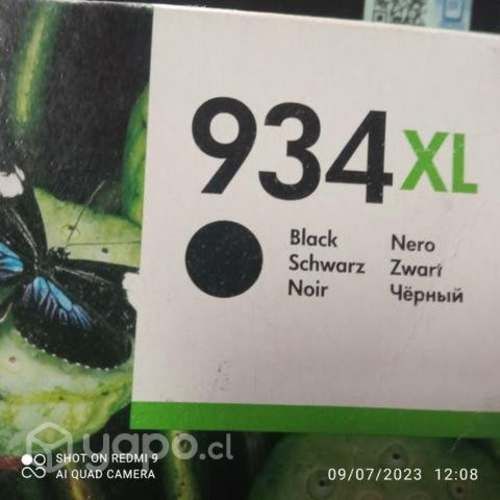 934XL
Black Nero
Schwarz Zwart
Noir Чёрный
yapo.cl
SHOT ON REDMI 9
AI QUAD CAMERA
09/07/2023 12:08